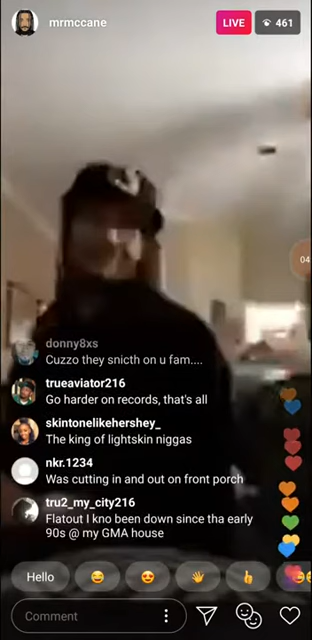 mrmccane
LIVE
461
04
donny8xs
Cuzzo they snicth on u fam....
trueaviator216
Go harder on records, that's all
skintonelikehershey_
The king of lightskin niggas
nkr.1234
Was cutting in and out on front porch
tru2_my_city216
Flatout I kno been down since tha early
90s @ my GMA house
Hello
Comment